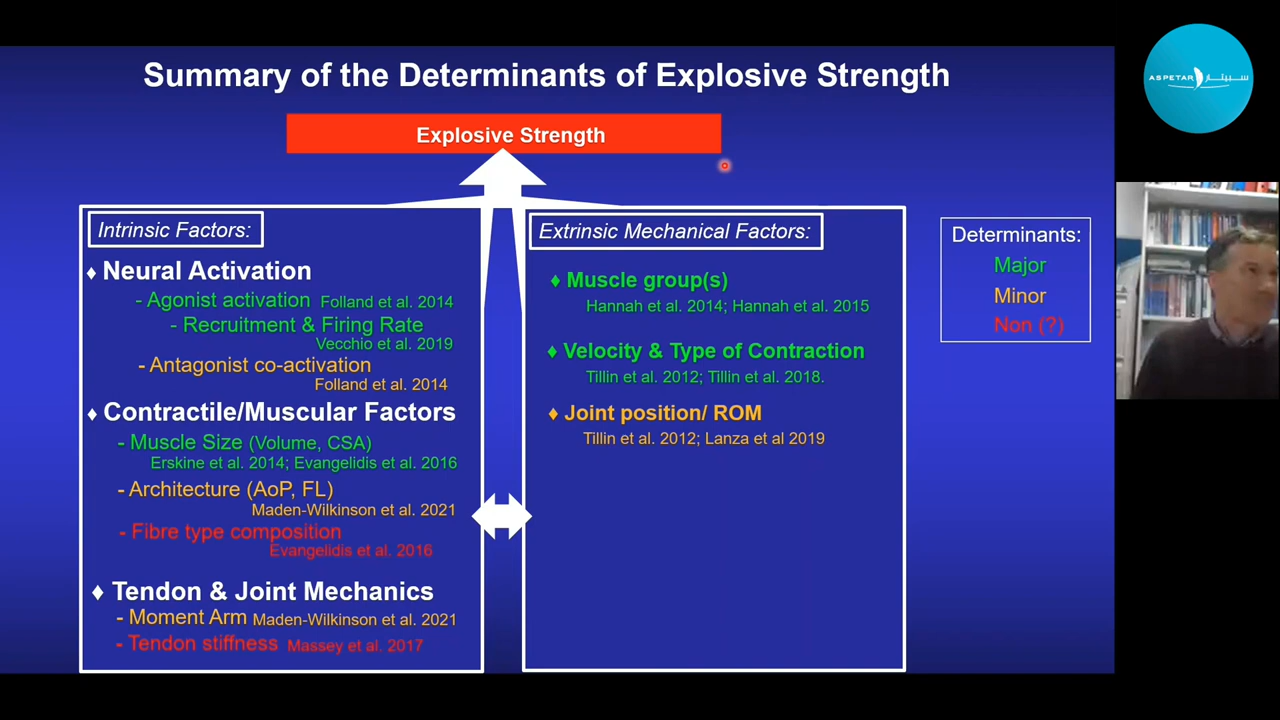 Summary of the Determinants of Explosive Strength
Explosive Strength
Intrinsic Factors:
♦ Neural Activation
- Agonist activation Folland et al. 2014
- Recruitment & Firing Rate
Vecchio et al. 2019
- Antagonist co-activation
Folland et al. 2014
♦ Contractile/Muscular Factors
- Muscle Size (Volume, CSA)
Erskine et al. 2014; Evangelidis et al. 2016
- Architecture (AoP, FL)
Maden-Wilkinson et al. 2021
- Fibre type composition
Evangelidis et al. 2016
♦ Tendon & Joint Mechanics
- Moment Arm Maden-Wilkinson et al. 2021
- Tendon stiffness Massey et al. 2017
Extrinsic Mechanical Factors:
♦ Muscle group(s)
Hannah et al. 2014; Hannah et al. 2015
♦ Velocity & Type of Contraction
Tillin et al. 2012; Tillin et al. 2018.
♦ Joint position/ ROM
Tillin et al. 2012; Lanza et al 2019
Determinants:
Major
Minor
Non (?)
ASPETAR سبيتار